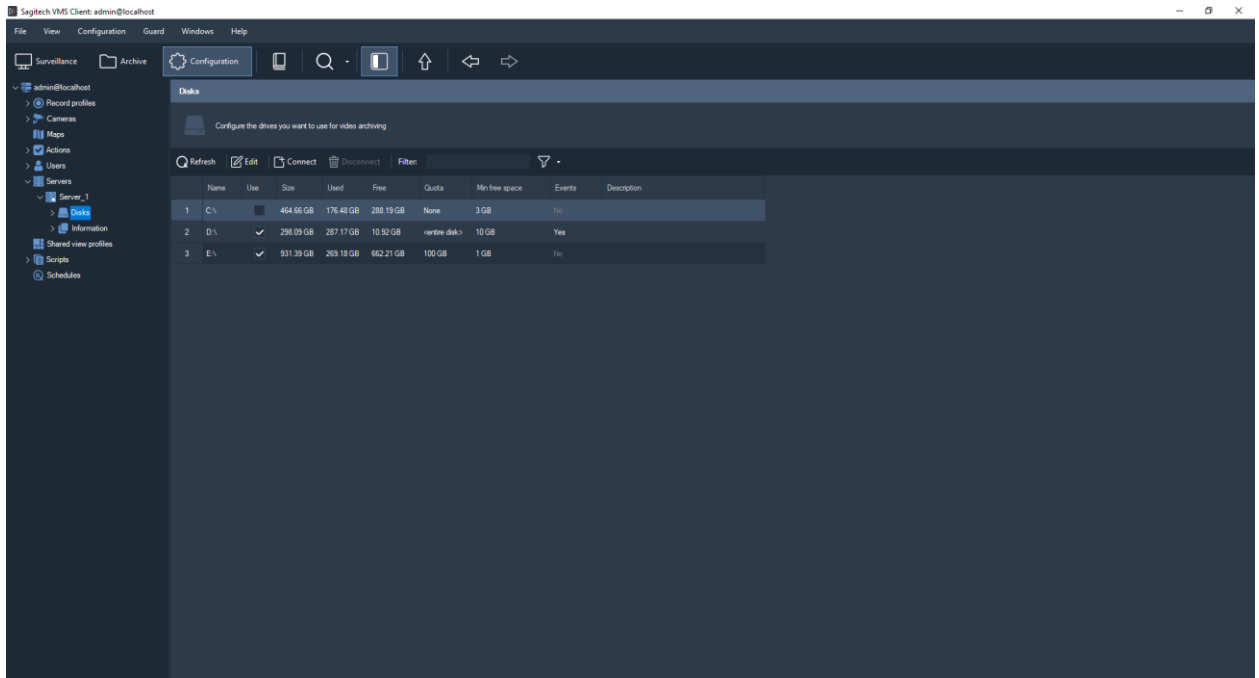 Sagitech VMS Client: admin@localhost
File View Configuration Guard Windows Help
Surveillance Archive Configuration
admin@localhost
Record profiles
Cameras
Maps
Actions
Users
Servers
Server_1
Disks
Information
Shared view profiles
Scripts
Schedules
Disks
Configure the drives you want to use for video archiving
Refresh Edit Connect Disconnect Filter:
Name Use Size Used Free Quota Min free space Events Description
1 C:\ 464.66 GB 176.48 GB 288.19 GB None 3 GB No
2 D:\ 298.09 GB 287.17 GB 10.92 GB <entire disk> 10 GB Yes
3 E:\ 931.39 GB 269.18 GB 662.21 GB 100 GB 1 GB No